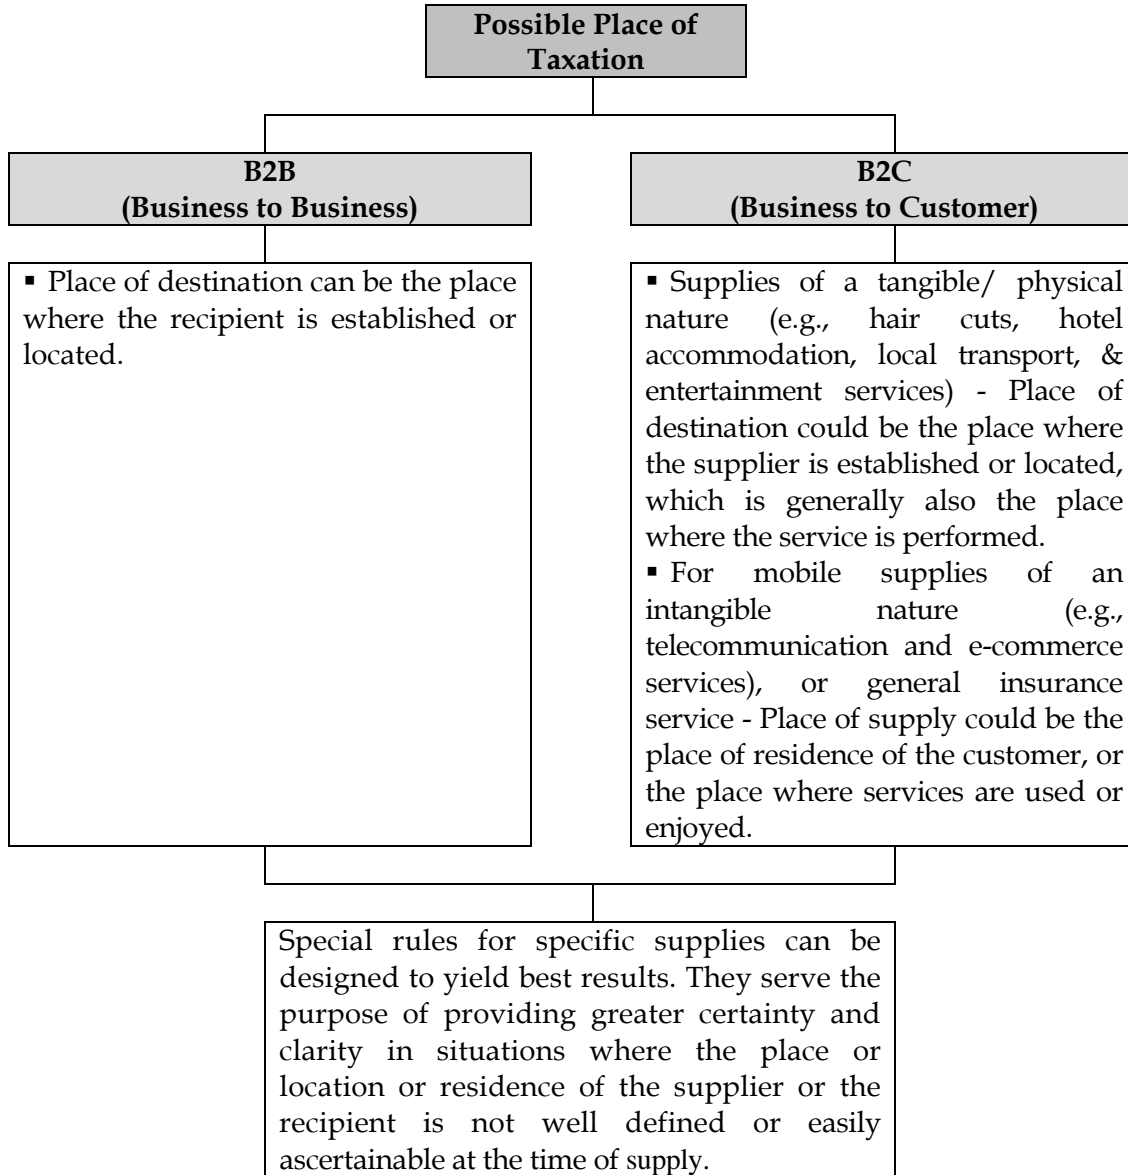 Possible Place of
Taxation
B2B
(Business to Business)
▪ Place of destination can be the place
where the recipient is established or
located.
B2C
(Business to Customer)
▪ Supplies of a tangible/ physical
nature (e.g., hair cuts, hotel
accommodation, local transport, &
entertainment services) - Place of
destination could be the place where
the supplier is established or located,
which is generally also the place
where the service is performed.
▪ For mobile supplies of an
intangible nature (e.g.,
telecommunication and e-commerce
services), or general insurance
service - Place of supply could be the
place of residence of the customer, or
the place where services are used or
enjoyed.
Special rules for specific supplies can be
designed to yield best results. They serve the
purpose of providing greater certainty and
clarity in situations where the place or
location or residence of the supplier or the
recipient is not well defined or easily
ascertainable at the time of supply.